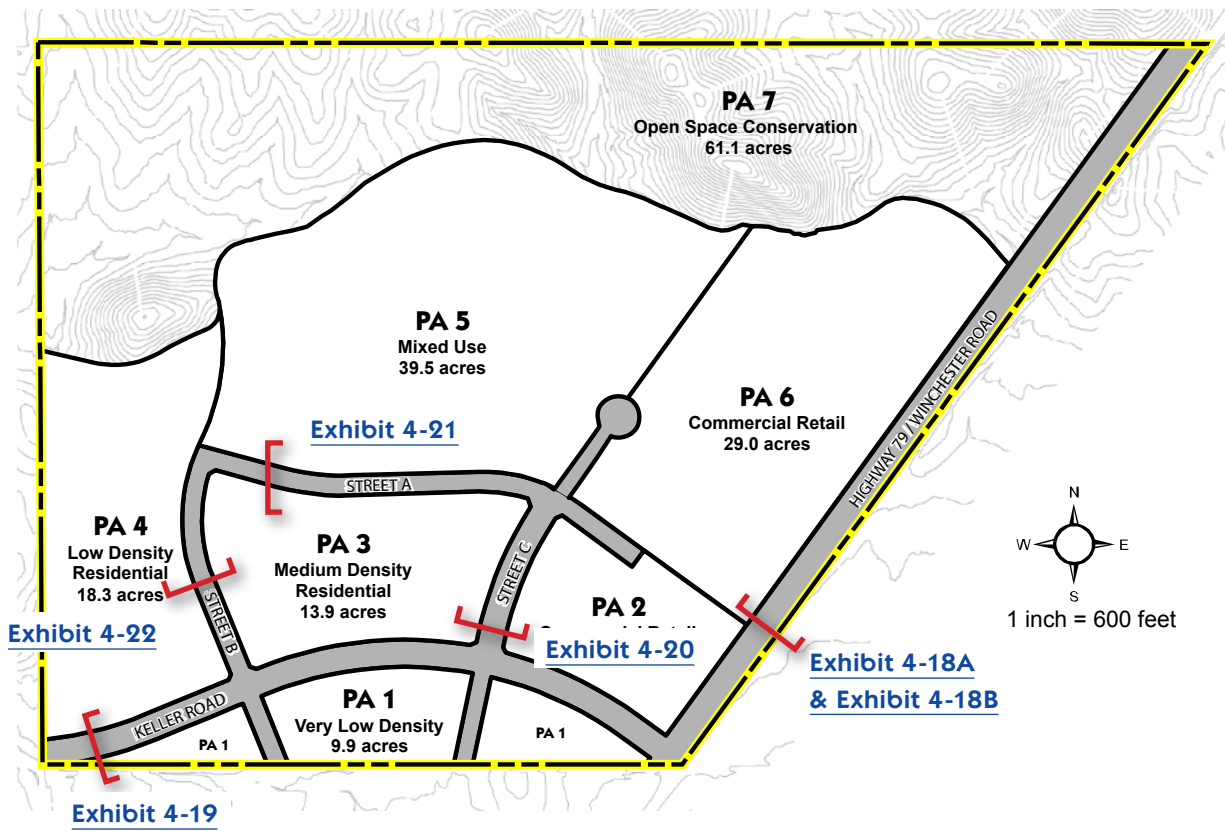 PA 7
Open Space Conservation
61.1 acres
PA 5
Mixed Use
39.5 acres
PA 6
Commercial Retail
29.0 acres
HIGHWAY 79 / WINCHESTER ROAD
Exhibit 4-21
STREET A
PA 4
Low Density
Residential
18.3 acres
PA 3
Medium Density
Residential
13.9 acres
STREET C
STREET B
PA 2
Exhibit 4-22
Exhibit 4-20
Exhibit 4-18A
& Exhibit 4-18B
KELLER ROAD
PA 1
Very Low Density
9.9 acres
PA 1
PA 1
Exhibit 4-19
N
W
E
S
1 inch = 600 feet